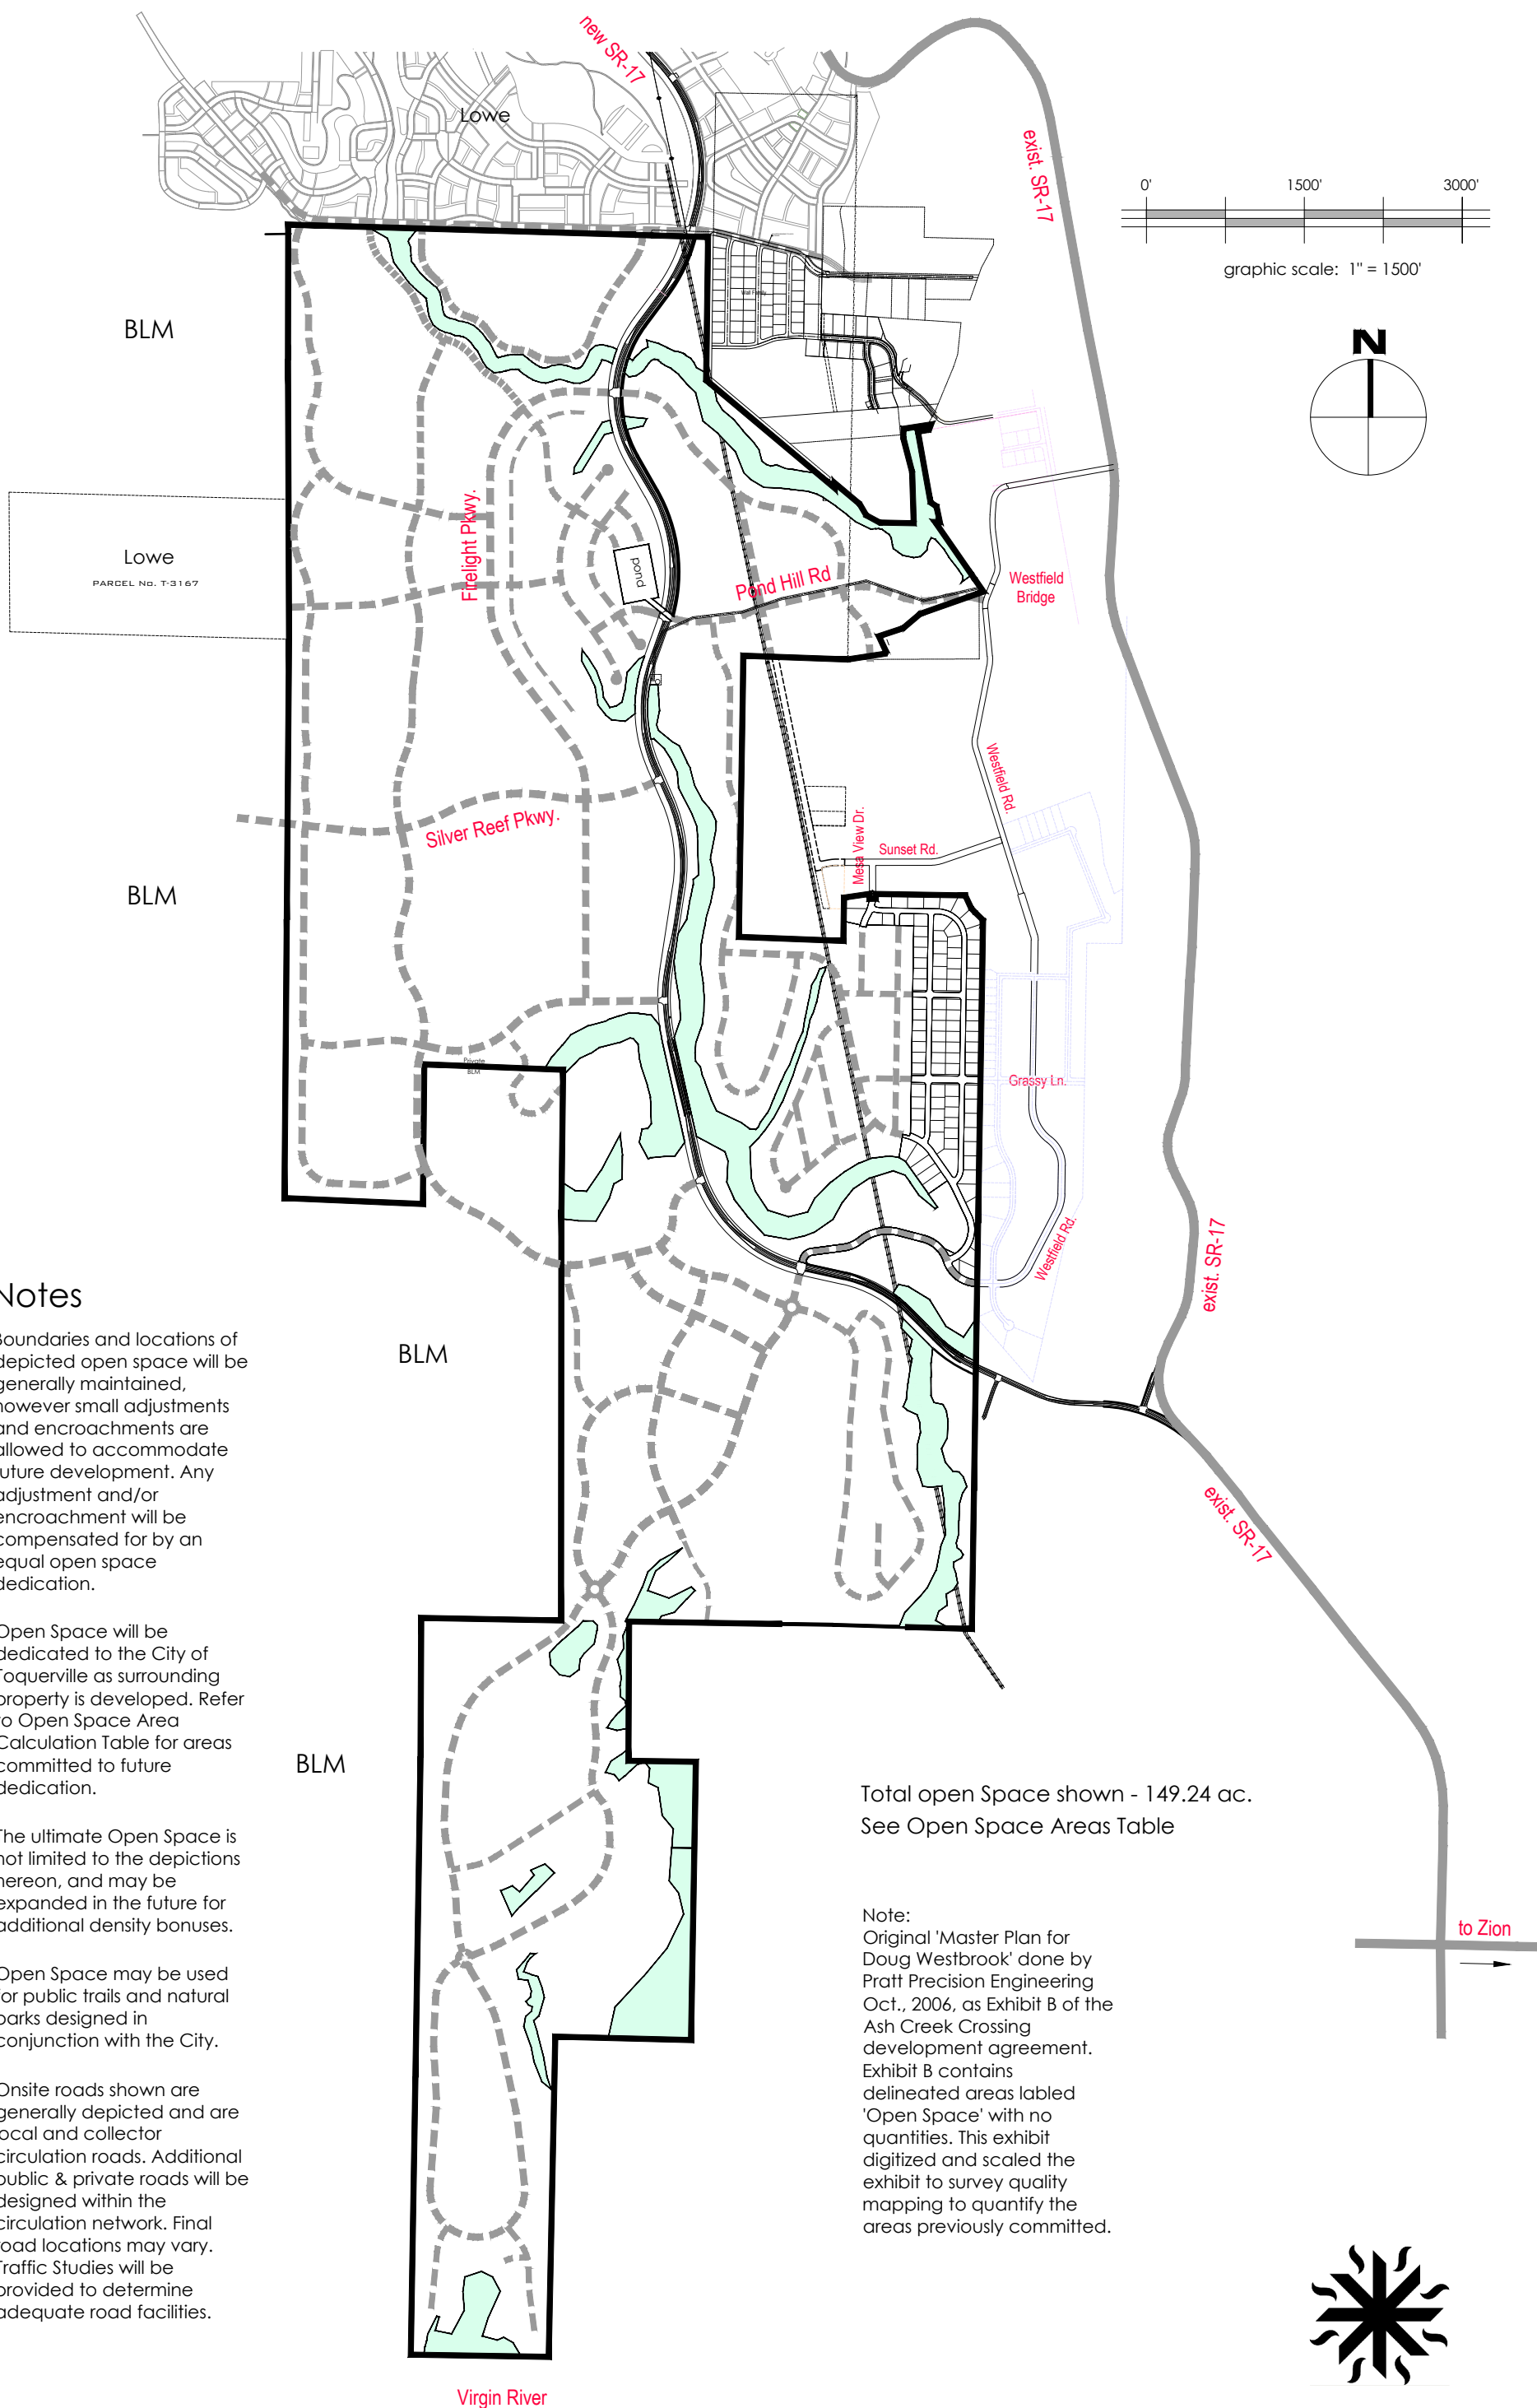 new SR-17
Lowe
exist. SR-17
0' 1500' 3000'
graphic scale: 1" = 1500'
N
Wall Family
BLM
Lowe
PARCEL No. T-3167
Firelight Pkwy.
pond
Pond Hill Rd
Westfield
Bridge
Westfield Rd.
Silver Reef Pkwy.
Mesa View Dr.
Sunset Rd.
BLM
Private
BLM
Grassy Ln.
Westfield Rd.
exist. SR-17
BLM
exist. SR-17
BLM
Notes
Boundaries and locations of
depicted open space will be
generally maintained,
however small adjustments
and encroachments are
allowed to accommodate
future development. Any
adjustment and/or
encroachment will be
compensated for by an
equal open space
dedication.
Open Space will be
dedicated to the City of
Toquerville as surrounding
property is developed. Refer
to Open Space Area
Calculation Table for areas
committed to future
dedication.
The ultimate Open Space is
not limited to the depictions
hereon, and may be
expanded in the future for
additional density bonuses.
Open Space may be used
for public trails and natural
parks designed in
conjunction with the City.
Onsite roads shown are
generally depicted and are
local and collector
circulation roads. Additional
public & private roads will be
designed within the
circulation network. Final
road locations may vary.
Traffic Studies will be
provided to determine
adequate road facilities.
Total open Space shown - 149.24 ac.
See Open Space Areas Table
Note:
Original 'Master Plan for
Doug Westbrook' done by
Pratt Precision Engineering
Oct., 2006, as Exhibit B of the
Ash Creek Crossing
development agreement.
Exhibit B contains
delineated areas labled
'Open Space' with no
quantities. This exhibit
digitized and scaled the
exhibit to survey quality
mapping to quantify the
areas previously committed.
to Zion
Virgin River